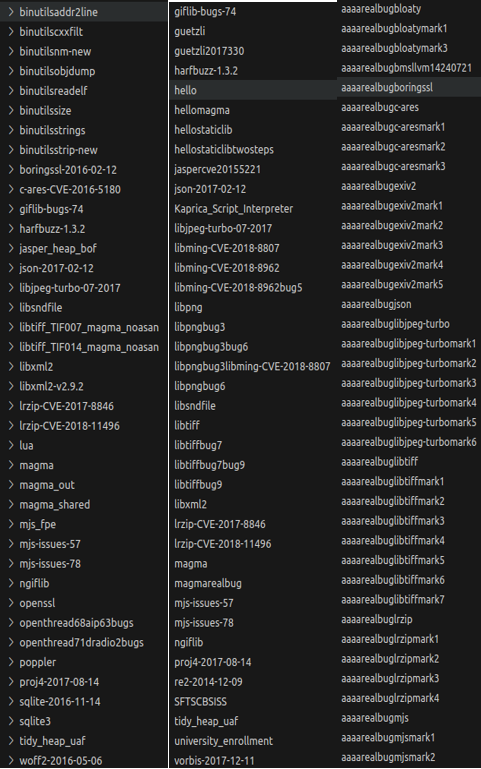 binutilsaddr2line
binutilscxxfilt
binutilsnm-new
binutilsobjdump
binutilsreadelf
binutilssize
binutilsstrings
binutilsstrip-new
boringssl-2016-02-12
c-ares-CVE-2016-5180
giflib-bugs-74
harfbuzz-1.3.2
jasper_heap_bof
json-2017-02-12
libjpeg-turbo-07-2017
libsndfile
libtiff_TIF007_magma_noasan
libtiff_TIF014_magma_noasan
libxml2
libxml2-v2.9.2
lrzip-CVE-2017-8846
lrzip-CVE-2018-11496
lua
magma
magma_out
magma_shared
mjs_fpe
mjs-issues-57
mjs-issues-78
ngiflib
openssl
openthread68aip63bugs
openthread71dradio2bugs
poppler
proj4-2017-08-14
sqlite-2016-11-14
sqlite3
tidy_heap_uaf
woff2-2016-05-06
giflib-bugs-74
guetzli
guetzli2017330
harfbuzz-1.3.2
hello
hellomagma
hellostaticlib
hellostaticlibtwosteps
jaspercve20155221
json-2017-02-12
Kaprica_Script_Interpreter
libjpeg-turbo-07-2017
libming-CVE-2018-8807
libming-CVE-2018-8962
libming-CVE-2018-8962bug5
libpng
libpngbug3
libpngbug3bug6
libpngbug3libming-CVE-2018-8807
libpngbug6
libsndfile
libtiff
libtiffbug7
libtiffbug7bug9
libtiffbug9
libxml2
lrzip-CVE-2017-8846
lrzip-CVE-2018-11496
magma
magmarealbug
mjs-issues-57
mjs-issues-78
ngiflib
proj4-2017-08-14
re2-2014-12-09
SFTSCBSISS
tidy_heap_uaf
university_enrollment
vorbis-2017-12-11
aaaarealbugbloaty
aaaarealbugbloatymark1
aaaarealbugbloatymark3
aaaarealbugbmsllvm14240721
aaaarealbugboringssl
aaaarealbugc-ares
aaaarealbugc-aresmark1
aaaarealbugc-aresmark2
aaaarealbugc-aresmark3
aaaarealbugexiv2
aaaarealbugexiv2mark1
aaaarealbugexiv2mark2
aaaarealbugexiv2mark3
aaaarealbugexiv2mark4
aaaarealbugexiv2mark5
aaaarealbugjson
aaaarealbuglibjpeg-turbo
aaaarealbuglibjpeg-turbomark1
aaaarealbuglibjpeg-turbomark2
aaaarealbuglibjpeg-turbomark3
aaaarealbuglibjpeg-turbomark4
aaaarealbuglibjpeg-turbomark5
aaaarealbuglibjpeg-turbomark6
aaaarealbuglibtiff
aaaarealbuglibtiffmark1
aaaarealbuglibtiffmark2
aaaarealbuglibtiffmark3
aaaarealbuglibtiffmark4
aaaarealbuglibtiffmark5
aaaarealbuglibtiffmark6
aaaarealbuglibtiffmark7
aaaarealbuglrzip
aaaarealbuglrzipmark1
aaaarealbuglrzipmark2
aaaarealbuglrzipmark3
aaaarealbuglrzipmark4
aaaarealbugmjs
aaaarealbugmjsmark1
aaaarealbugmjsmark2